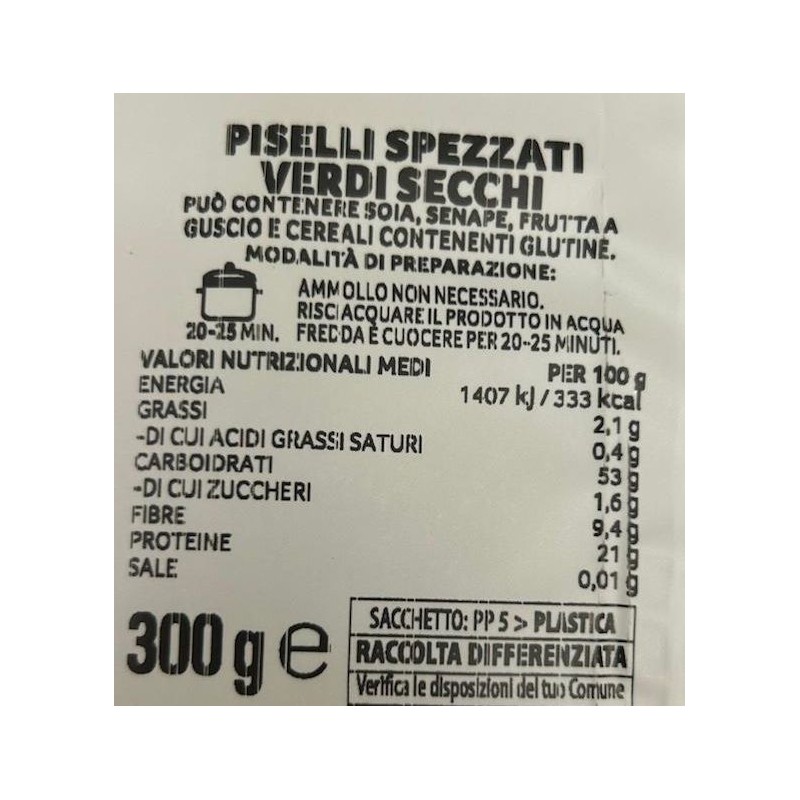 PISELLI SPEZZATI
VERDI SECCHI
PUÒ CONTENERE SOIA, SENAPE, FRUTTA A
GUSCIO E CEREALI CONTENENTI GLUTINE.
MODALITÀ DI PREPARAZIONE:
AMMOLLO NON NECESSARIO.
RISCIACQUARE IL PRODOTTO IN ACQUA
20-25 MIN. FREDDA E CUOCERE PER 20-25 MINUTI.
VALORI NUTRIZIONALI MEDI PER 100 g
ENERGIA 1407 kJ / 333 kcal
GRASSI 2,1 g
-DI CUI ACIDI GRASSI SATURI 0,4 g
CARBOIDRATI 53 g
-DI CUI ZUCCHERI 1,6 g
FIBRE 9,4 g
PROTEINE 21 g
SALE 0,01 g
300 g e
SACCHETTO: PP 5 > PLASTICA
RACCOLTA DIFFERENZIATA
Verifica le disposizioni del tuo Comune